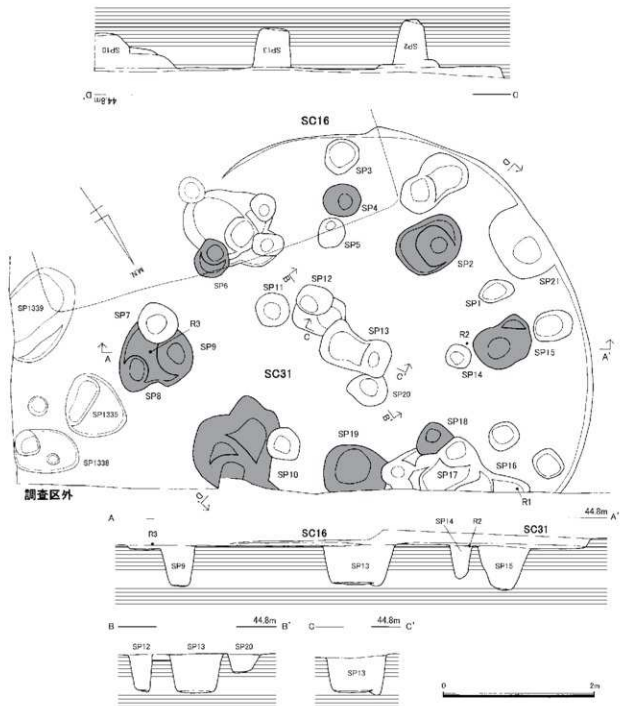 SP10
SP13
SP2
D'
44.8m
D
SC16
D'
SP3
SP4
SP5
SP2
SP21
M.N.
SP6
B
SP12
SP11
SP1
SP1339
SP7
R3
SP9
C
SP13
R2
SP15
A
SP14
A'
SP8
SC31
C'
SP20
SP1335
B'
SP19
SP18
SP1338
SP10
SP17
SP16
調査区外
D
R1
A
SC16
44.8m
A'
R3
SP14
R2
SC31
SP9
SP13
SP15
B
44.8m
B'
C
44.8m
C'
SP12
SP13
SP20
SP13
0
2m